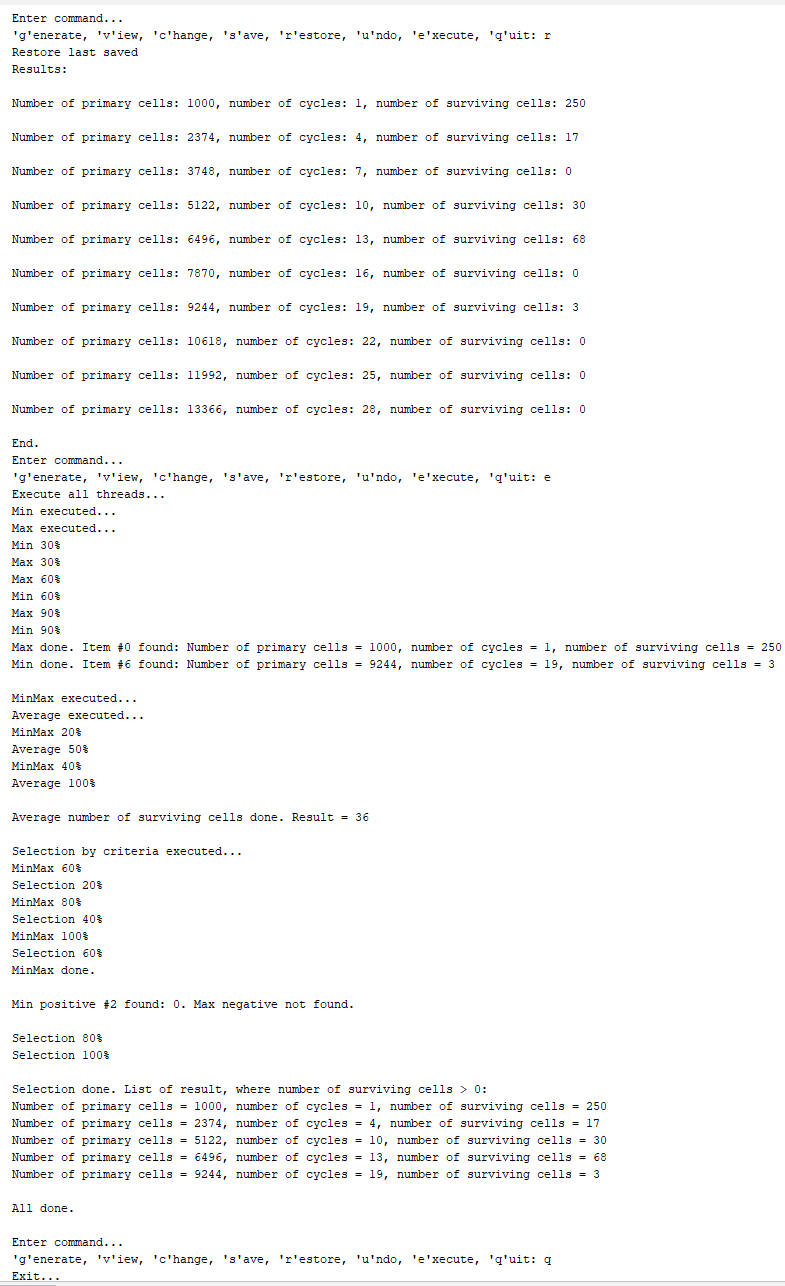 Enter command...
'g'enerate, 'v'iew, 'c'hange, 's'ave, 'r'estore, 'u'ndo, 'e'xecute, 'q'uit: r
Restore last saved
Results:
Number of primary cells: 1000, number of cycles: 1, number of surviving cells: 250
Number of primary cells: 2374, number of cycles: 4, number of surviving cells: 17
Number of primary cells: 3748, number of cycles: 7, number of surviving cells: 0
Number of primary cells: 5122, number of cycles: 10, number of surviving cells: 30
Number of primary cells: 6496, number of cycles: 13, number of surviving cells: 68
Number of primary cells: 7870, number of cycles: 16, number of surviving cells: 0
Number of primary cells: 9244, number of cycles: 19, number of surviving cells: 3
Number of primary cells: 10618, number of cycles: 22, number of surviving cells: 0
Number of primary cells: 11992, number of cycles: 25, number of surviving cells: 0
Number of primary cells: 13366, number of cycles: 28, number of surviving cells: 0
End.
Enter command...
'g'enerate, 'v'iew, 'c'hange, 's'ave, 'r'estore, 'u'ndo, 'e'xecute, 'q'uit: e
Execute all threads...
Min executed...
Max executed...
Min 30%
Max 30%
Max 60%
Min 60%
Max 90%
Min 90%
Max done. Item #0 found: Number of primary cells = 1000, number of cycles = 1, number of surviving cells = 250
Min done. Item #6 found: Number of primary cells = 9244, number of cycles = 19, number of surviving cells = 3
MinMax executed...
Average executed...
MinMax 20%
Average 50%
MinMax 40%
Average 100%
Average number of surviving cells done. Result = 36
Selection by criteria executed...
MinMax 60%
Selection 20%
MinMax 80%
Selection 40%
MinMax 100%
Selection 60%
MinMax done.
Min positive #2 found: 0. Max negative not found.
Selection 80%
Selection 100%
Selection done. List of result, where number of surviving cells > 0:
Number of primary cells = 1000, number of cycles = 1, number of surviving cells = 250
Number of primary cells = 2374, number of cycles = 4, number of surviving cells = 17
Number of primary cells = 5122, number of cycles = 10, number of surviving cells = 30
Number of primary cells = 6496, number of cycles = 13, number of surviving cells = 68
Number of primary cells = 9244, number of cycles = 19, number of surviving cells = 3
All done.
Enter command...
'g'enerate, 'v'iew, 'c'hange, 's'ave, 'r'estore, 'u'ndo, 'e'xecute, 'q'uit: q
Exit...